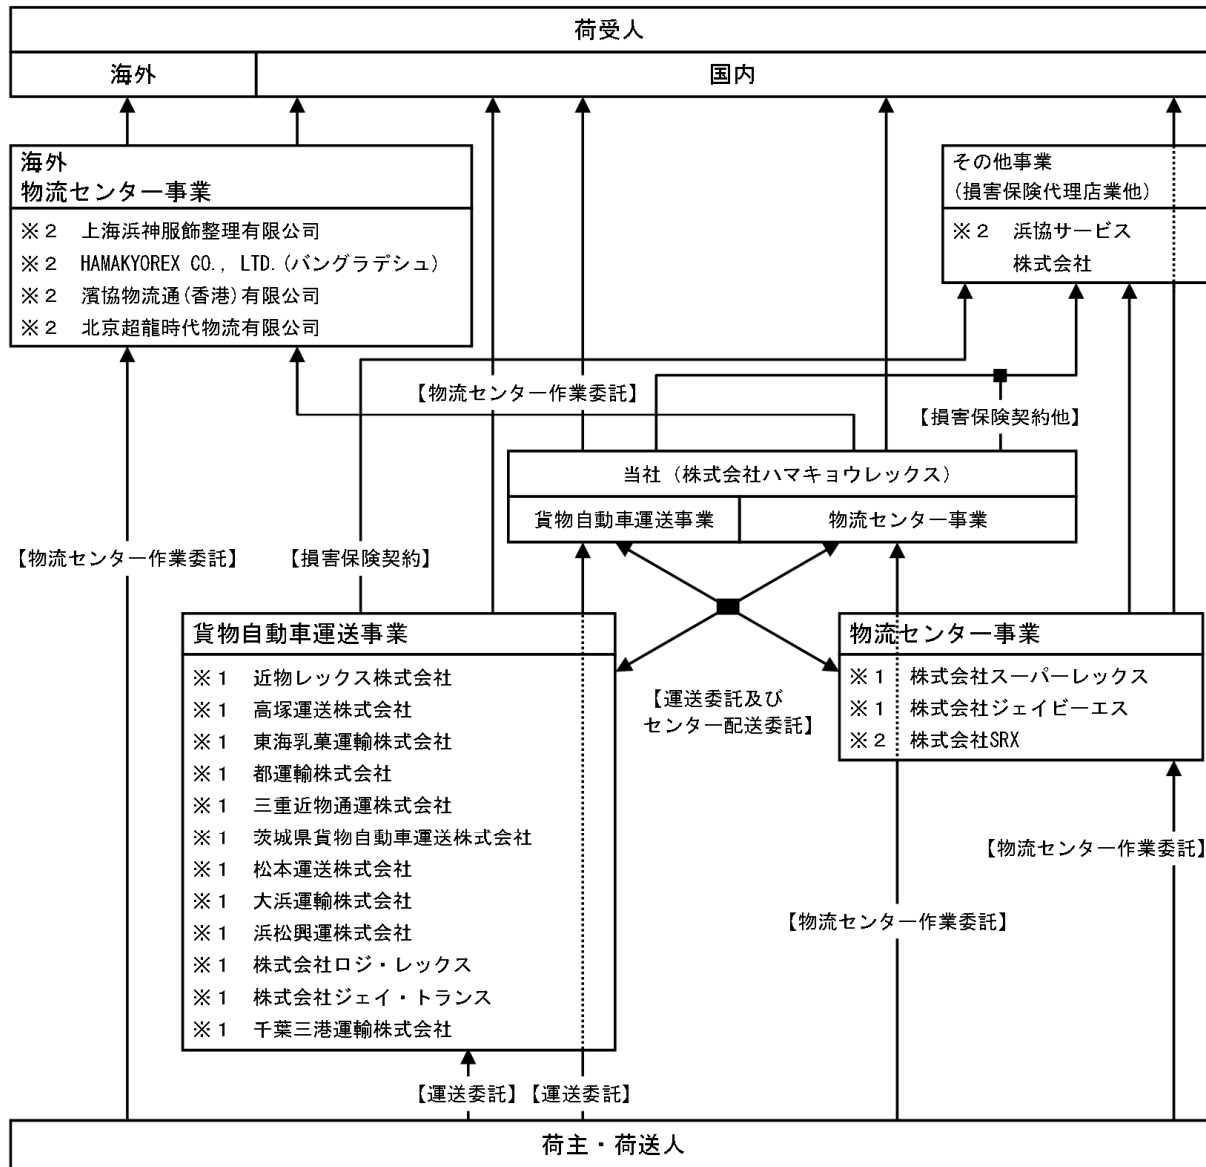 荷受人
海外
国内
海外
物流センター事業
※2 上海浜神服飾整理有限公司
※2 HAMAKYOREX CO., LTD.(バングラデシュ)
※2 濱協物流通(香港)有限公司
※2 北京超龍時代物流有限公司
その他事業
(損害保険代理店業他)
※2 浜協サービス
株式会社
【物流センター作業委託】
【損害保険契約他】
当社（株式会社ハマキョウレックス）
貨物自動車運送事業
物流センター事業
【物流センター作業委託】
【損害保険契約】
貨物自動車運送事業
※1 近物レックス株式会社
※1 高塚運送株式会社
※1 東海乳菓運輸株式会社
※1 都運輸株式会社
※1 三重近物通運株式会社
※1 茨城県貨物自動車運送株式会社
※1 松本運送株式会社
※1 大浜運輸株式会社
※1 浜松興運株式会社
※1 株式会社ロジ・レックス
※1 株式会社ジェイ・トランス
※1 千葉三港運輸株式会社
【運送委託及び
センター配送委託】
物流センター事業
※1 株式会社スーパーレックス
※1 株式会社ジェイビーエス
※2 株式会社SRX
【物流センター作業委託】
【物流センター作業委託】
【運送委託】
【運送委託】
荷主・荷送人